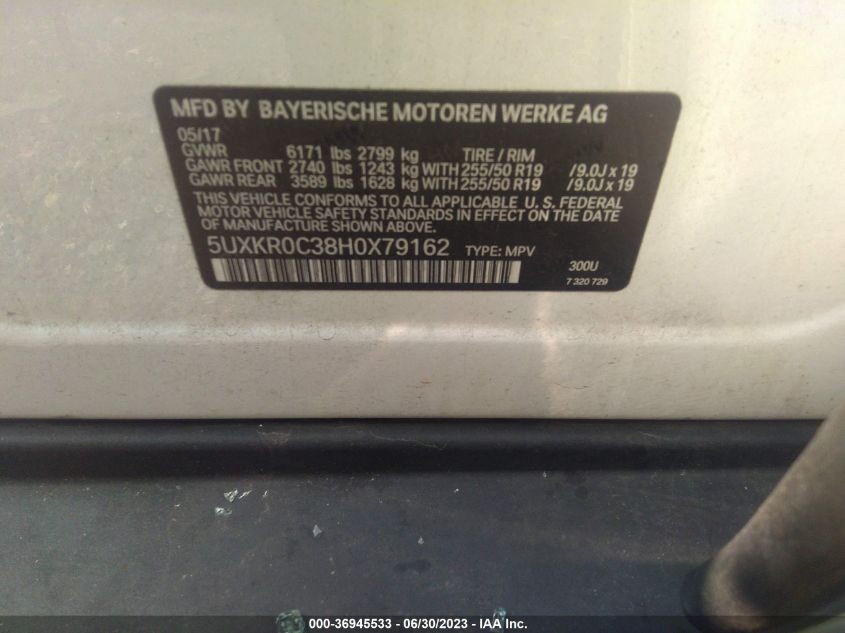 MFD BY BAYERISCHE MOTOREN WERKE AG
05/17
GVWR 6171 lbs 2799 kg TIRE / RIM
GAWR FRONT 2740 lbs 1243 kg WITH 255/50 R19 / 9.0J x 19
GAWR REAR 3589 lbs 1628 kg WITH 255/50 R19 / 9.0J x 19
THIS VEHICLE CONFORMS TO ALL APPLICABLE U. S. FEDERAL
MOTOR VEHICLE SAFETY STANDARDS IN EFFECT ON THE DATE
OF MANUFACTURE SHOWN ABOVE.
5UXKR0C38H0X79162 TYPE: MPV
300U
7 320 729
000-36945533 - 06/30/2023 - IAA Inc.